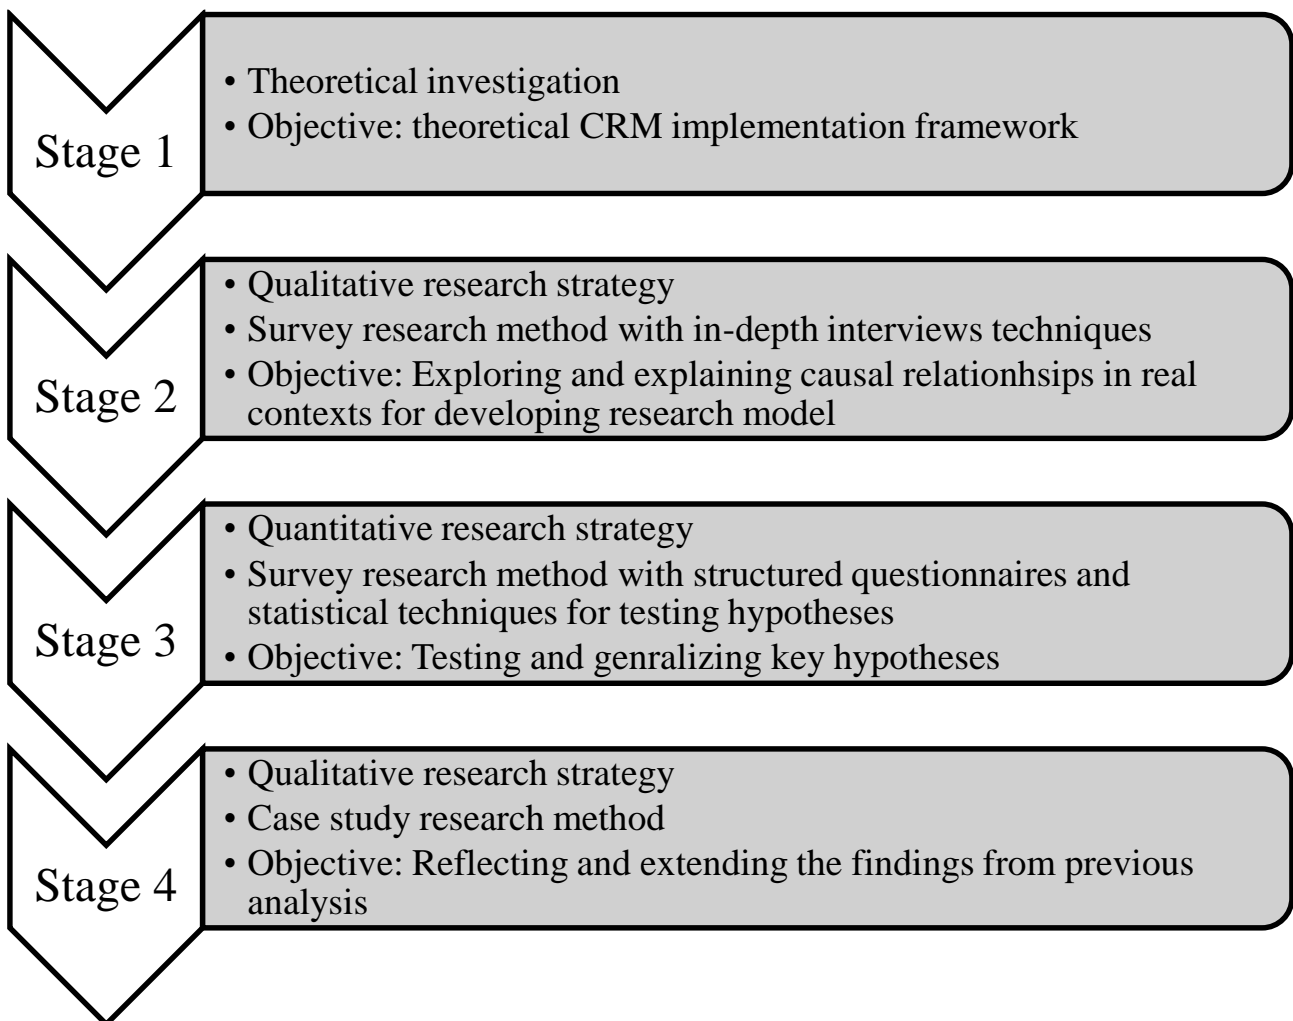 Stage 1
• Theoretical investigation
• Objective: theoretical CRM implementation framework
Stage 2
• Qualitative research strategy
• Survey research method with in-depth interviews techniques
• Objective: Exploring and explaining causal relationhsips in real
contexts for developing research model
Stage 3
• Quantitative research strategy
• Survey research method with structured questionnaires and
statistical techniques for testing hypotheses
• Objective: Testing and genralizing key hypotheses
Stage 4
• Qualitative research strategy
• Case study research method
• Objective: Reflecting and extending the findings from previous
analysis